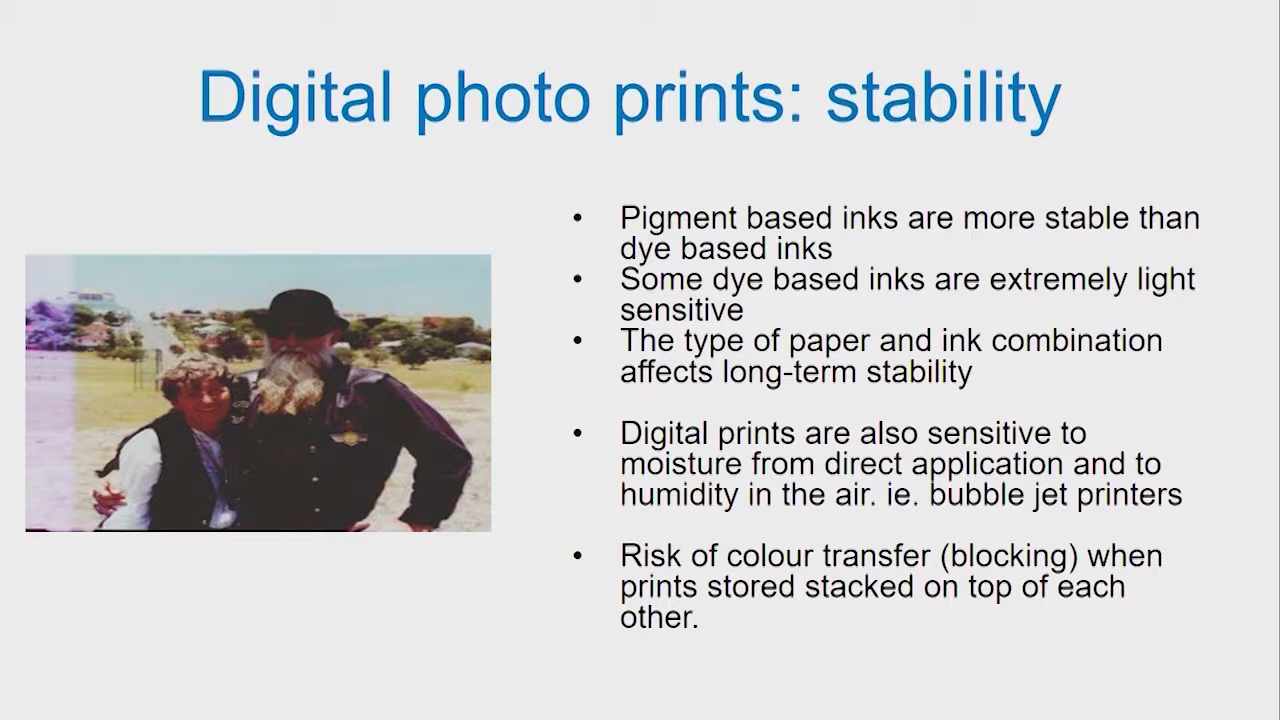 Digital photo prints: stability
• Pigment based inks are more stable than
dye based inks
• Some dye based inks are extremely light
sensitive
• The type of paper and ink combination
affects long-term stability
• Digital prints are also sensitive to
moisture from direct application and to
humidity in the air. ie. bubble jet printers
• Risk of colour transfer (blocking) when
prints stored stacked on top of each
other.